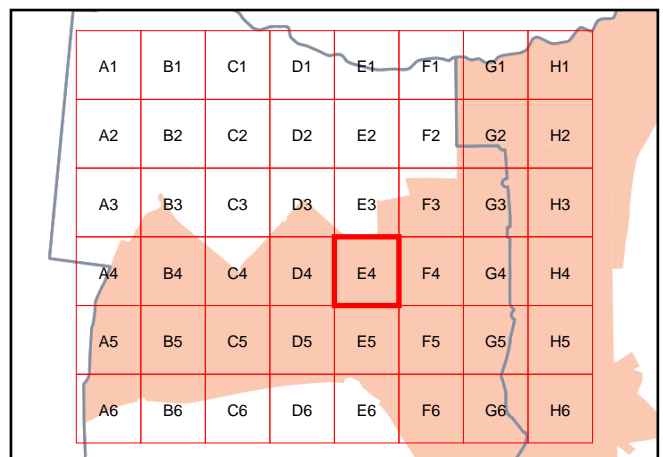 A1 B1 C1 D1 E1 F1 G1 H1
A2 B2 C2 D2 E2 F2 G2 H2
A3 B3 C3 D3 E3 F3 G3 H3
A4 B4 C4 D4 E4 F4 G4 H4
A5 B5 C5 D5 E5 F5 G5 H5
A6 B6 C6 D6 E6 F6 G6 H6